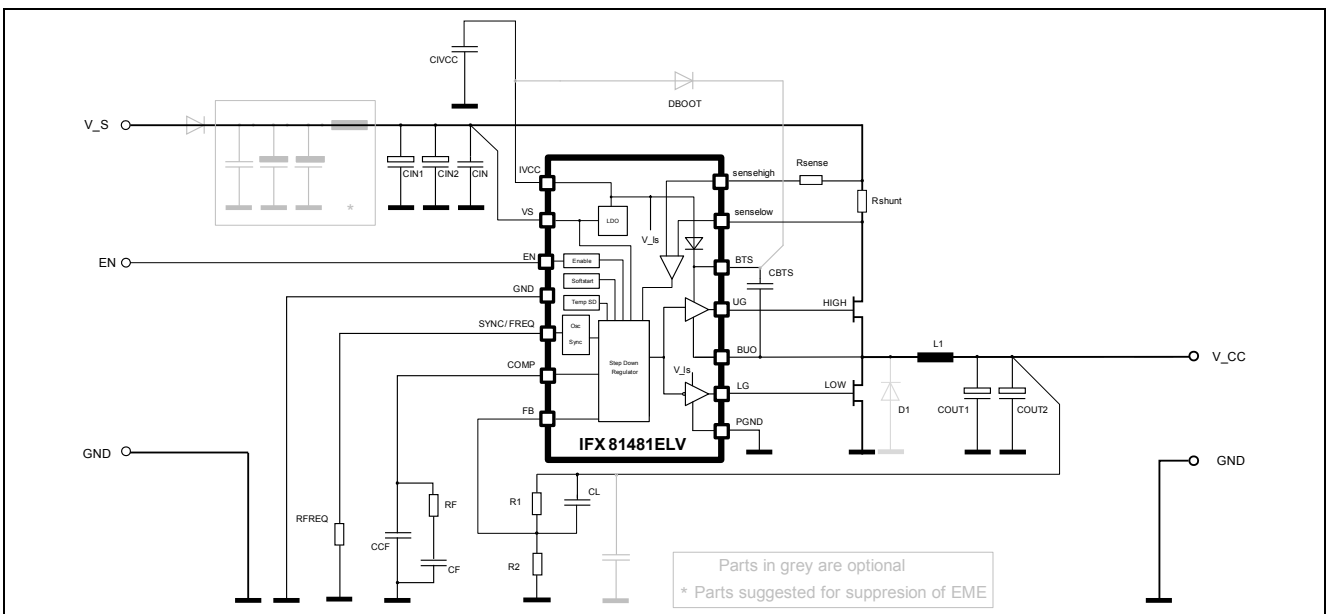 CIVCC
DBOOT
V_S
*
CIN1
CIN2
CIN
IVCC
sensehigh
Rsense
Rshunt
VS
LDO
senselow
V_ls
EN
EN
Enable
BTS
CBTS
Softstart
GND
Temp SD
UG
HIGH
SYNC/FREQ
Osc
Sync
Step Down
Regulator
BUO
L1
V_CC
COMP
V_ls
LG
LOW
D1
COUT1
COUT2
FB
PGND
IFX 81481ELV
GND
GND
RFREQ
CCF
RF
CF
R1
CL
R2
Parts in grey are optional
* Parts suggested for suppresion of EME